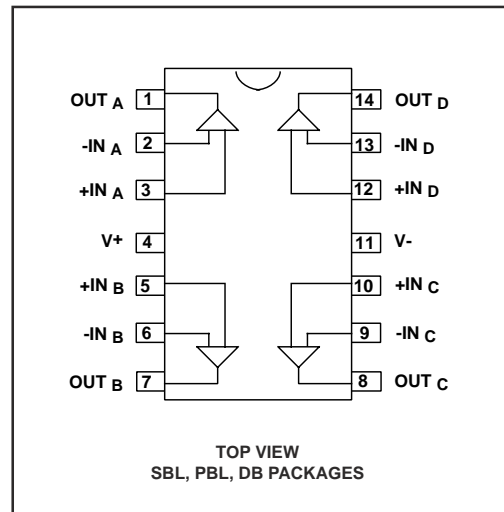 OUT A 1 14 OUT D
-IN A 2 13 -IN D
+IN A 3 12 +IN D
V+ 4 11 V-
+IN B 5 10 +IN C
-IN B 6 9 -IN C
OUT B 7 8 OUT C
TOP VIEW
SBL, PBL, DB PACKAGES